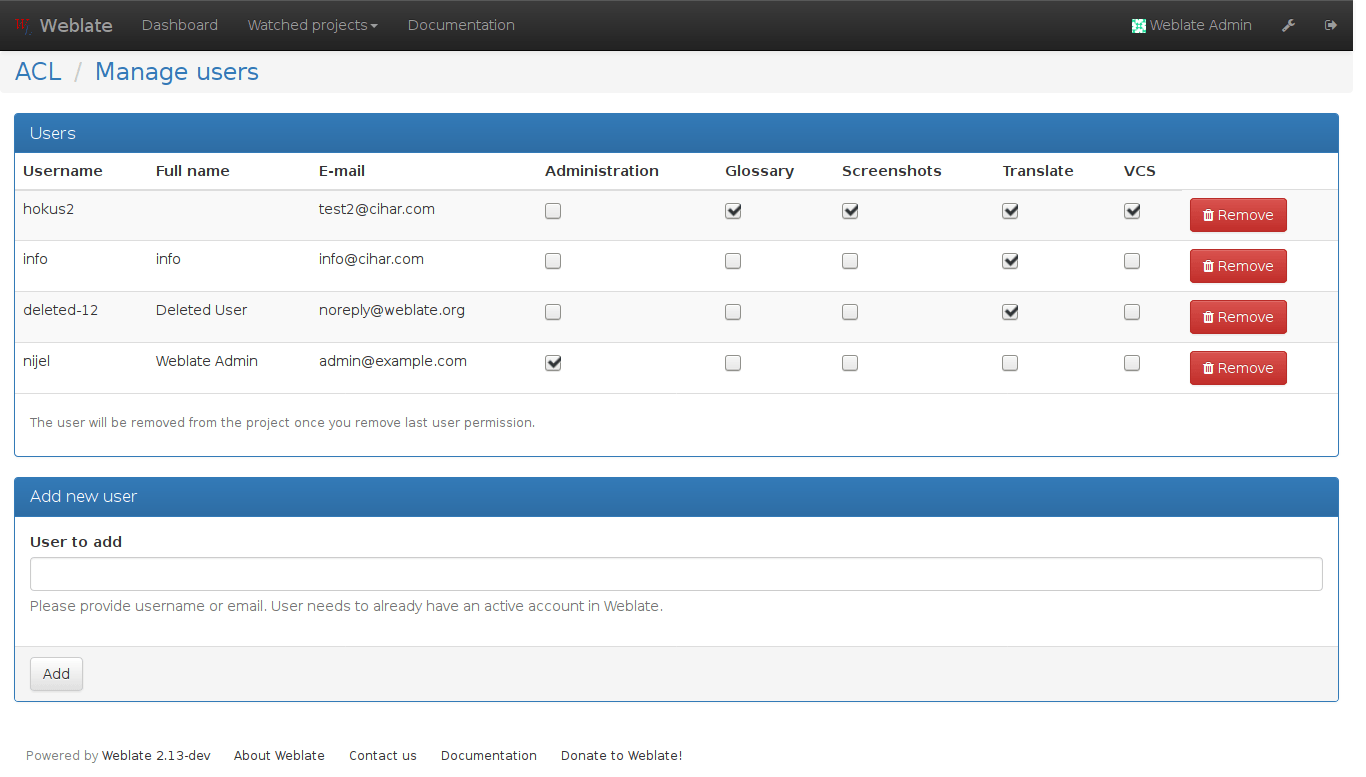 Weblate Dashboard Watched projects Documentation Weblate Admin
ACL / Manage users
Users
Username Full name E-mail Administration Glossary Screenshots Translate VCS
hokus2 test2@cihar.com Remove
info info info@cihar.com Remove
deleted-12 Deleted User noreply@weblate.org Remove
nijel Weblate Admin admin@example.com Remove
The user will be removed from the project once you remove last user permission.
Add new user
User to add
Please provide username or email. User needs to already have an active account in Weblate.
Add
Powered by Weblate 2.13-dev About Weblate Contact us Documentation Donate to Weblate!